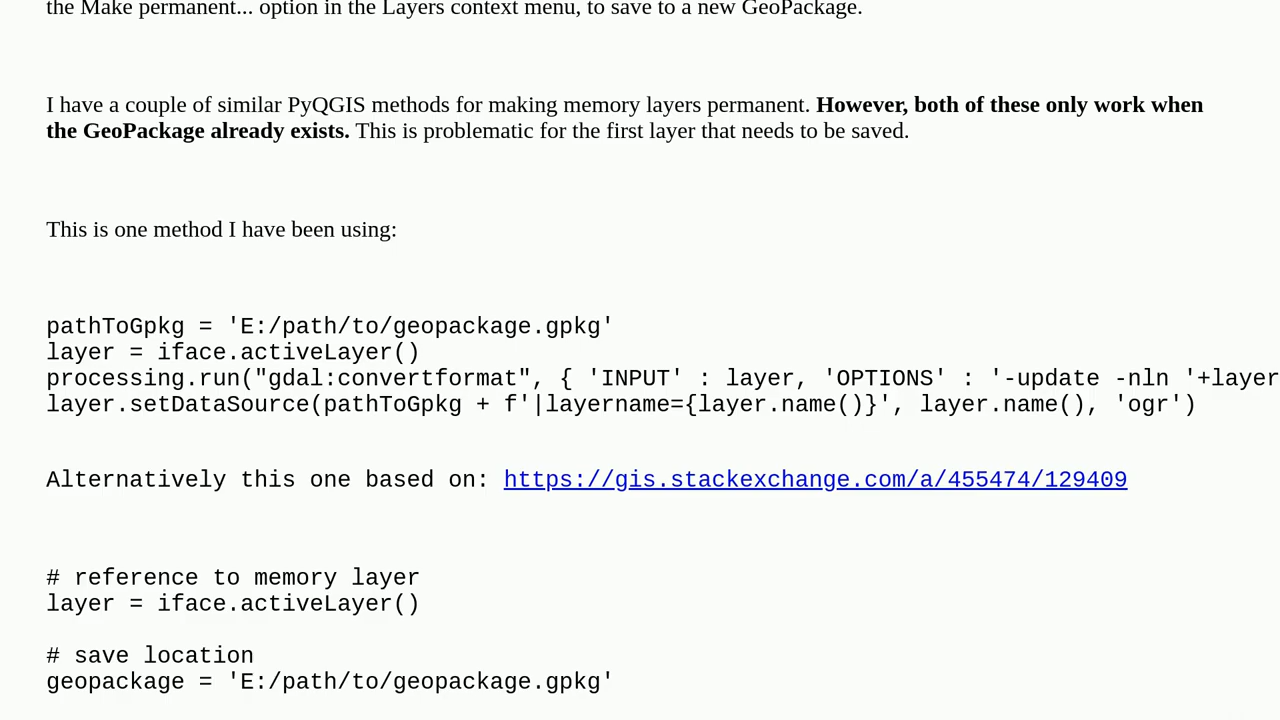 the Make permanent... option in the Layers context menu, to save to a new GeoPackage.
I have a couple of similar PyQGIS methods for making memory layers permanent. However, both of these only work when
the GeoPackage already exists. This is problematic for the first layer that needs to be saved.
This is one method I have been using:
pathToGpkg = 'E:/path/to/geopackage.gpkg'
layer = iface.activeLayer()
processing.run("gdal:convertformat", { 'INPUT' : layer, 'OPTIONS' : '-update -nln '+layer
layer.setDataSource(pathToGpkg + f'|layername={layer.name()}', layer.name(), 'ogr')
Alternatively this one based on: https://gis.stackexchange.com/a/455474/129409
# reference to memory layer
layer = iface.activeLayer()
# save location
geopackage = 'E:/path/to/geopackage.gpkg'